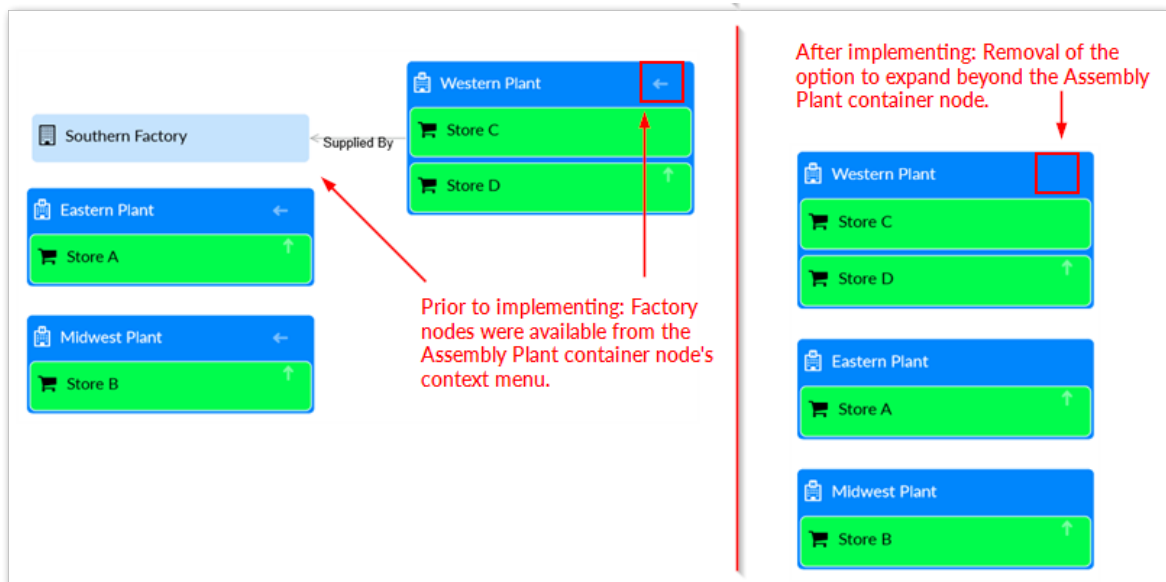 Western Plant
Store C
Store D
Southern Factory
Supplied By
Eastern Plant
Store A
Midwest Plant
Store B
Prior to implementing: Factory
nodes were available from the
Assembly Plant container node's
context menu.
After implementing: Removal of the
option to expand beyond the Assembly
Plant container node.
Western Plant
Store C
Store D
Eastern Plant
Store A
Midwest Plant
Store B